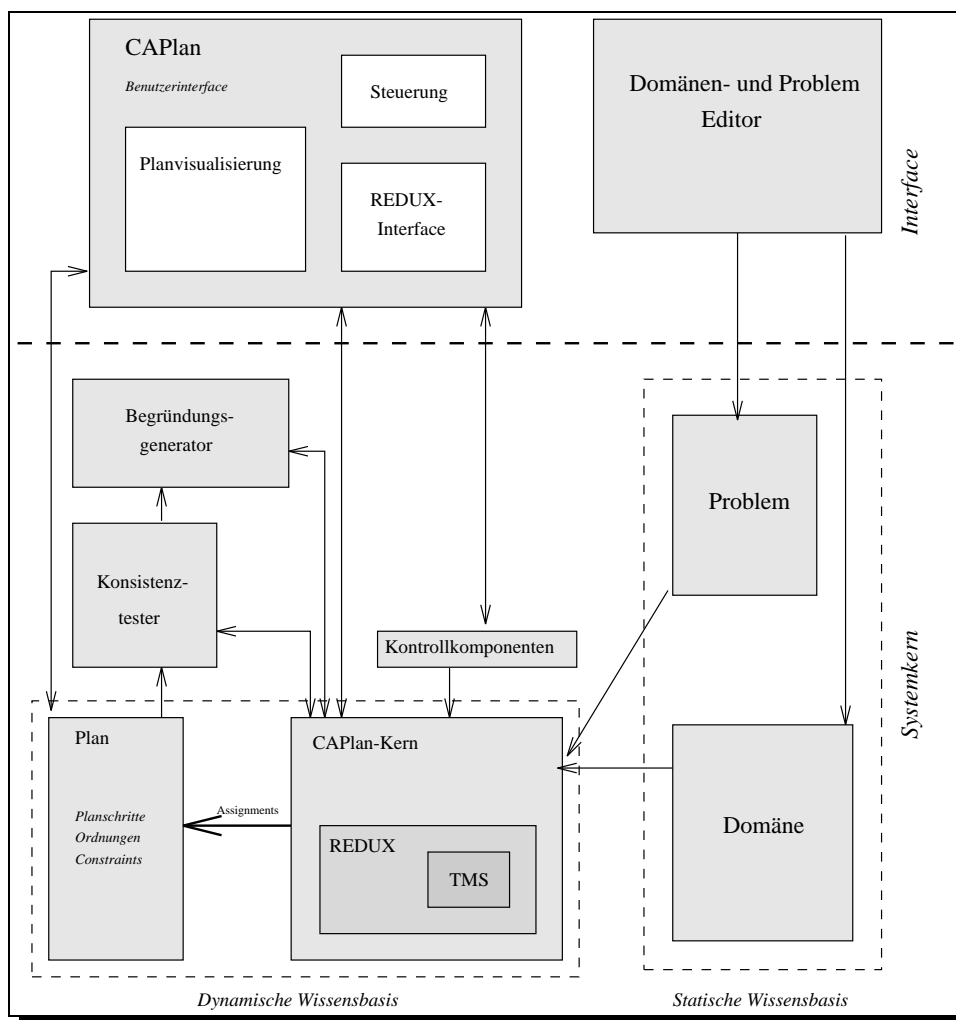 CAPlan
Benutzerinterface
Steuerung
Planvisualisierung
REDUX-
Interface
Domänen- und Problem
Editor
Interface
Begründungs-
generator
Konsistenz-
tester
Kontrollkomponenten
Problem
Systemkern
Plan
Planschritte
Ordnungen
Constraints
Assignments
CAPlan-Kern
REDUX
TMS
Domäne
Dynamische Wissensbasis
Statische Wissensbasis